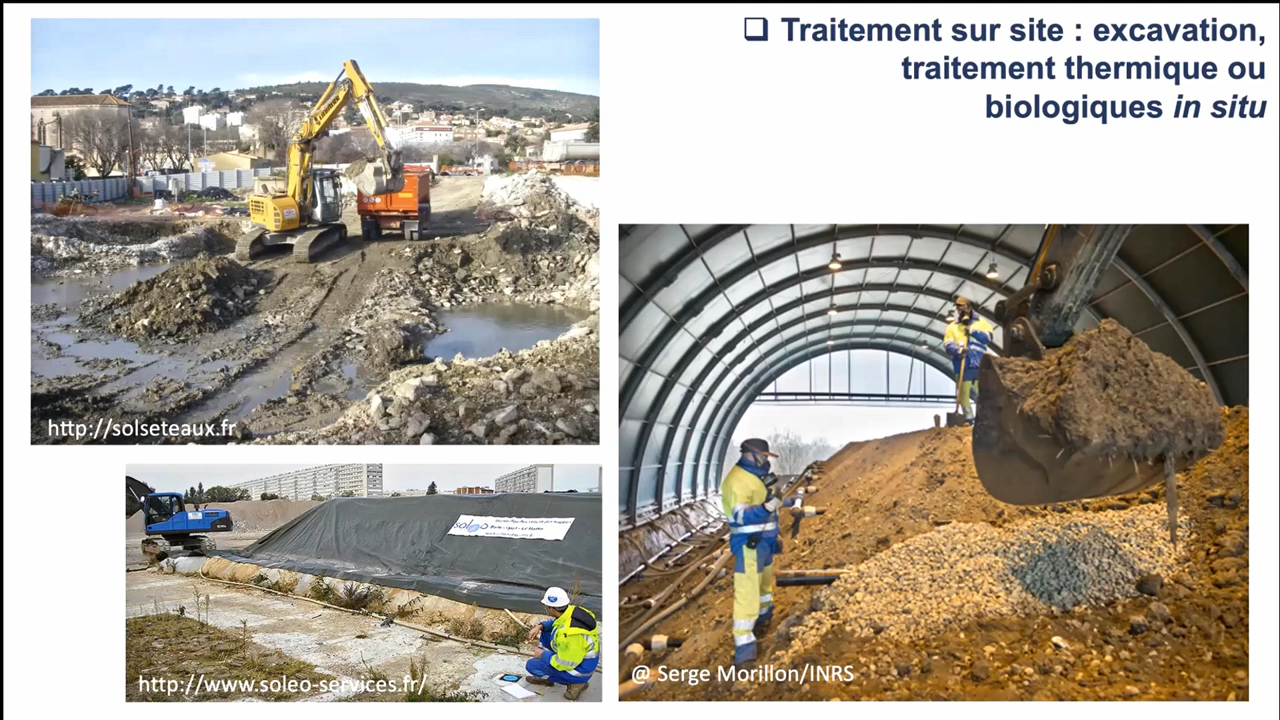 ❑ Traitement sur site : excavation,
traitement thermique ou
biologiques in situ
http://solseteaux.fr
soleo
http://www.soleo-services.fr/
@ Serge Morillon/INRS